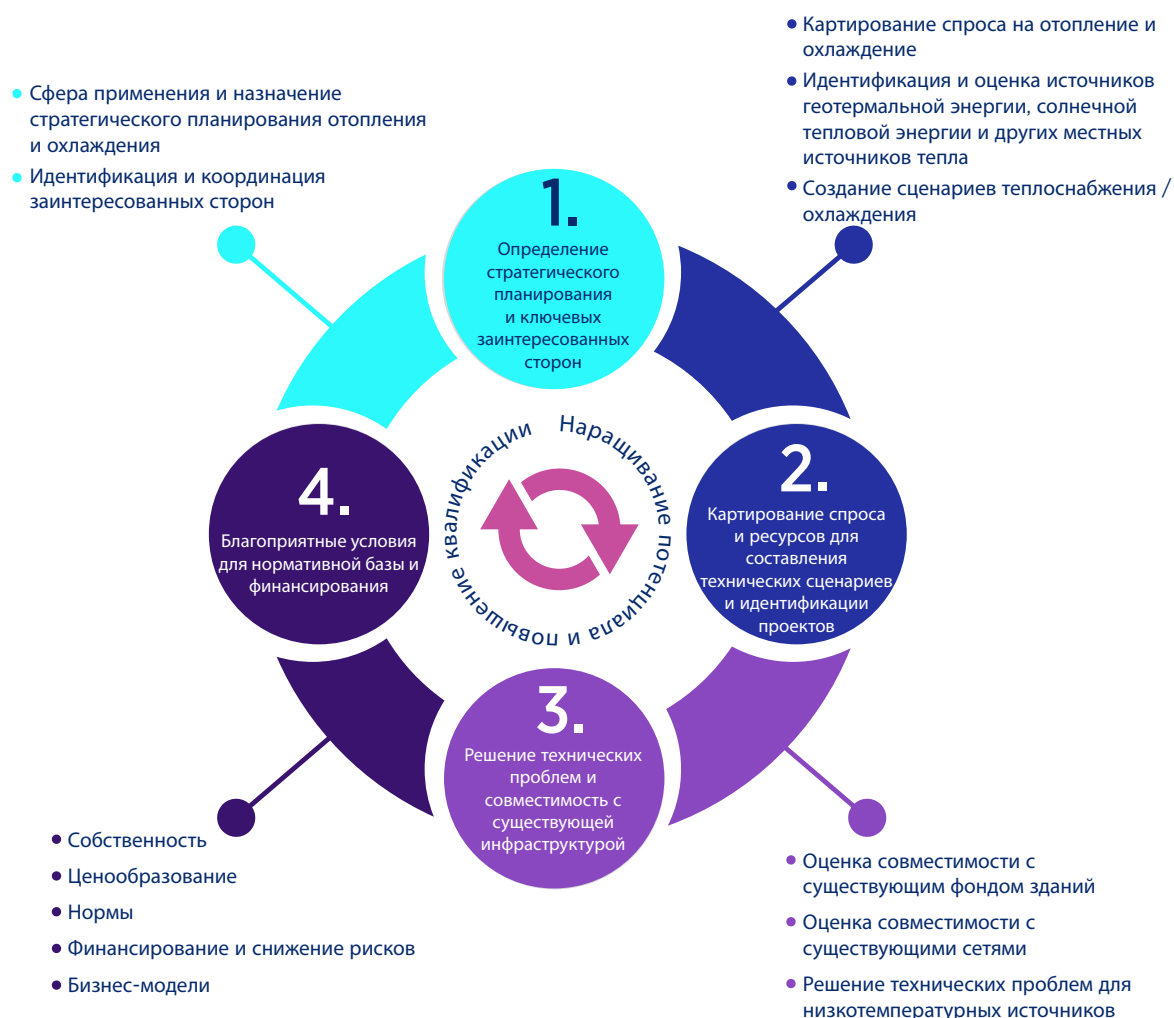 • Сфера применения и назначение
стратегического планирования отопления
и охлаждения
• Идентификация и координация
заинтересованных сторон
• Картирование спроса на отопление и
охлаждение
• Идентификация и оценка источников
геотермальной энергии, солнечной
тепловой энергии и других местных
источников тепла
• Создание сценариев теплоснабжения /
охлаждения
1.
Определение
стратегического
планирования
и ключевых
заинтересованных
сторон
2.
Картирование спроса
и ресурсов для
составления
технических сценариев
и идентификации
проектов
3.
Решение технических
проблем и
совместимость с
существующей
инфраструктурой
4.
Благоприятные условия
для нормативной базы и
финансирования
Наращивание потенциала и повышение квалификации
• Собственность
• Ценообразование
• Нормы
• Финансирование и снижение рисков
• Бизнес-модели
• Оценка совместимости с
существующим фондом зданий
• Оценка совместимости с
существующими сетями
• Решение технических проблем для
низкотемпературных источников